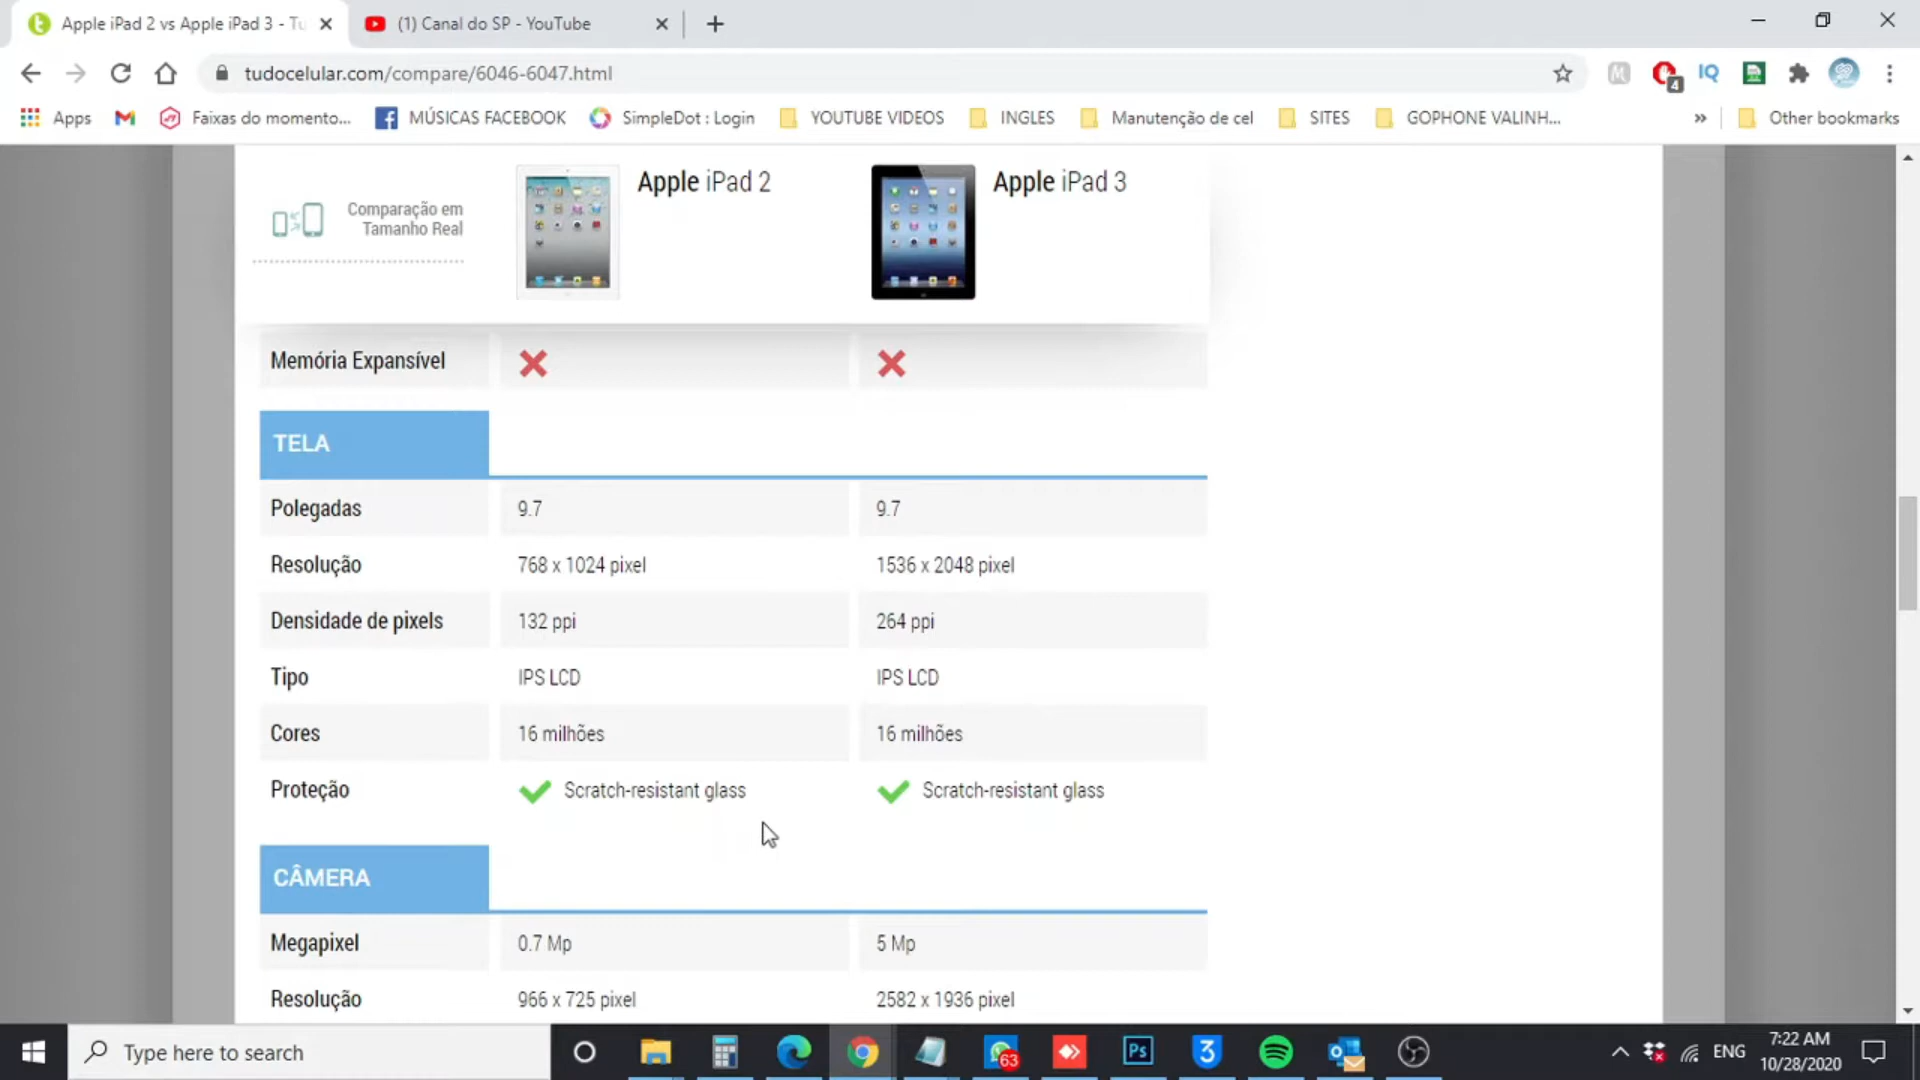 Apple iPad 2 vs Apple iPad 3 - Tu
(1) Canal do SP - YouTube
tudocelular.com/compare/6046-6047.html
4
IQ
Apps
Faixas do momento...
MÚSICAS FACEBOOK
SimpleDot : Login
YOUTUBE VIDEOS
INGLES
Manutenção de cel
SITES
GOPHONE VALINH...
»
Other bookmarks
Comparação em
Tamanho Real
Apple iPad 2
Apple iPad 3
Memória Expansível
TELA
Polegadas 9.7 9.7
Resolução 768 x 1024 pixel 1536 x 2048 pixel
Densidade de pixels 132 ppi 264 ppi
Tipo IPS LCD IPS LCD
Cores 16 milhões 16 milhões
Proteção Scratch-resistant glass Scratch-resistant glass
CÂMERA
Megapixel 0.7 Mp 5 Mp
Resolução 966 x 725 pixel 2582 x 1936 pixel
Type here to search
63
Ps
3
ENG
7:22 AM
10/28/2020